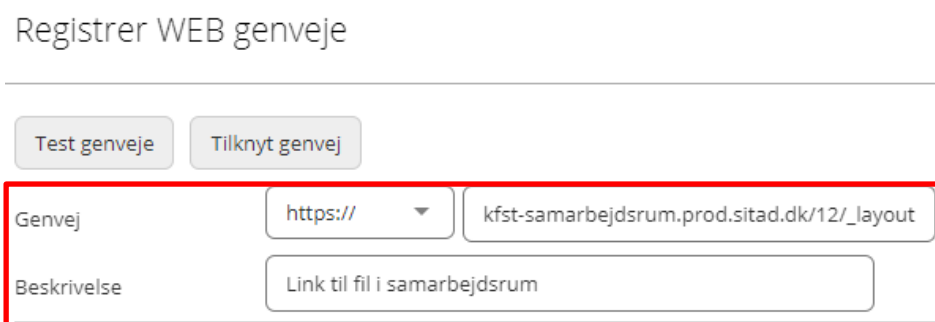 Registrer WEB genveje
Test genveje Tilknyt genvej
Genvej https:// kfst-samarbejdsrum.prod.sitad.dk/12/_layout
Beskrivelse Link til fil i samarbejdsrum